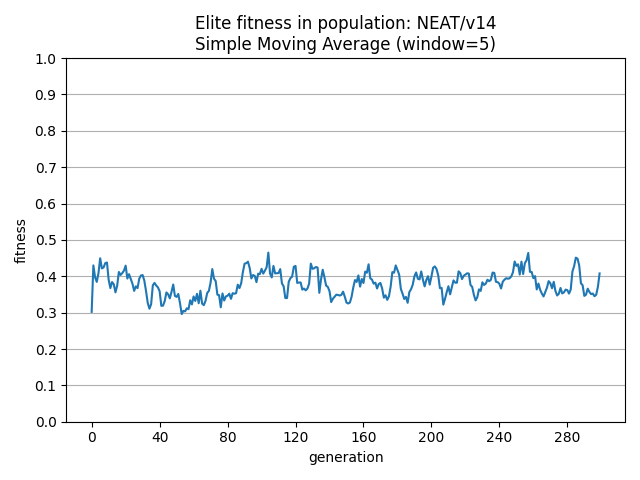 Elite fitness in population: NEAT/v14
Simple Moving Average (window=5)
1.0
0.9
0.8
0.7
0.6
0.5
0.4
0.3
0.2
0.1
0.0
fitness
0 40 80 120 160 200 240 280
generation